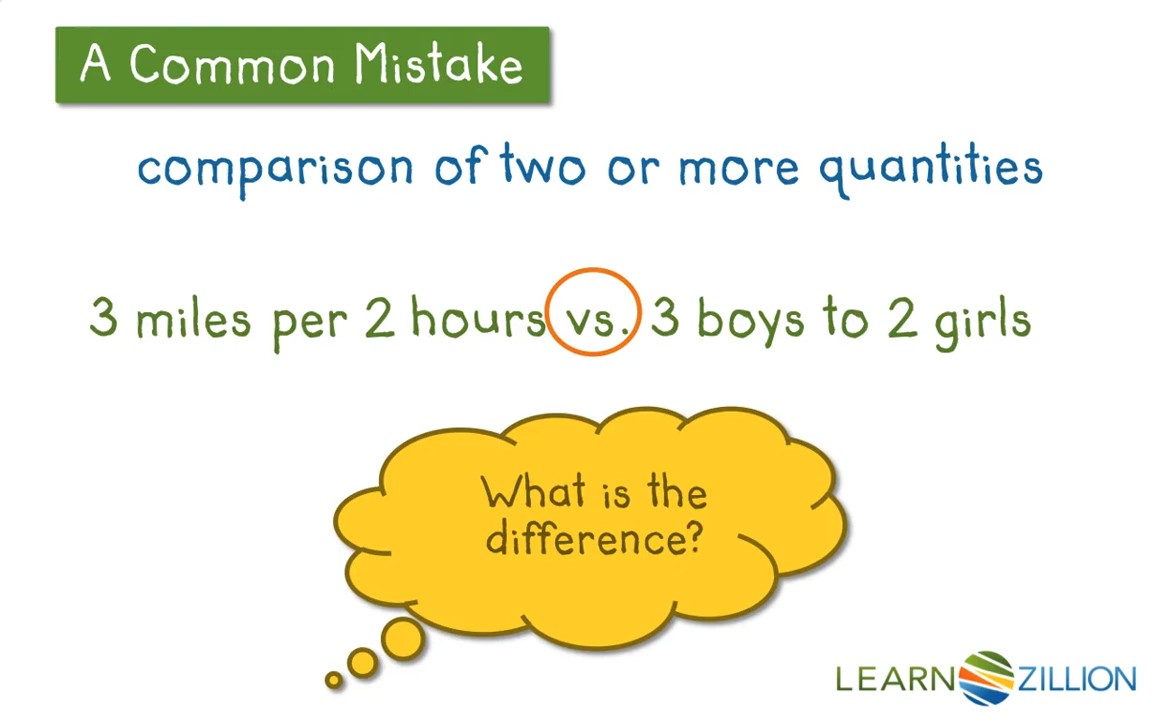 A Common Mistake
comparison of two or more quantities
3 miles per 2 hours vs. 3 boys to 2 girls
What is the
difference?
LEARNZILLION